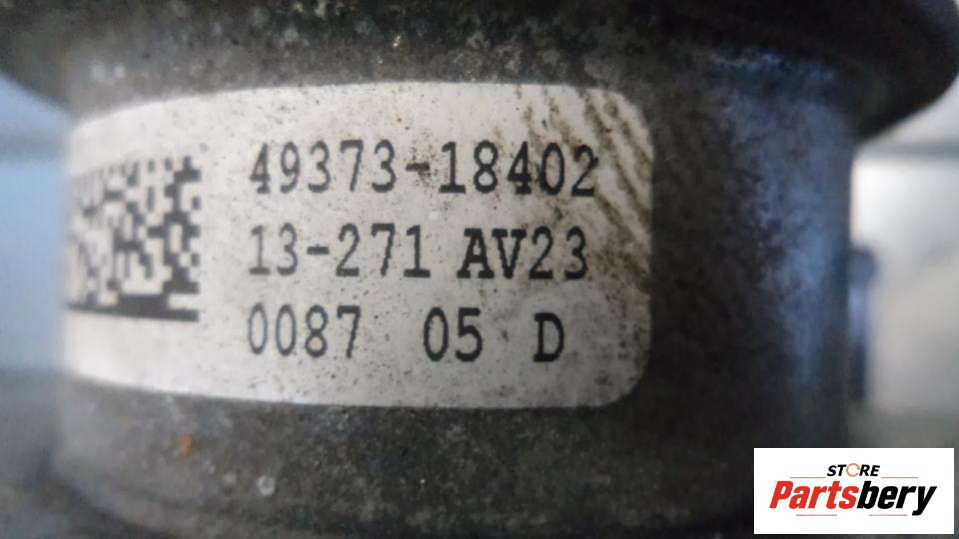 49373-18402
13-271 AV23
0087 05 D
STORE
Partsbery